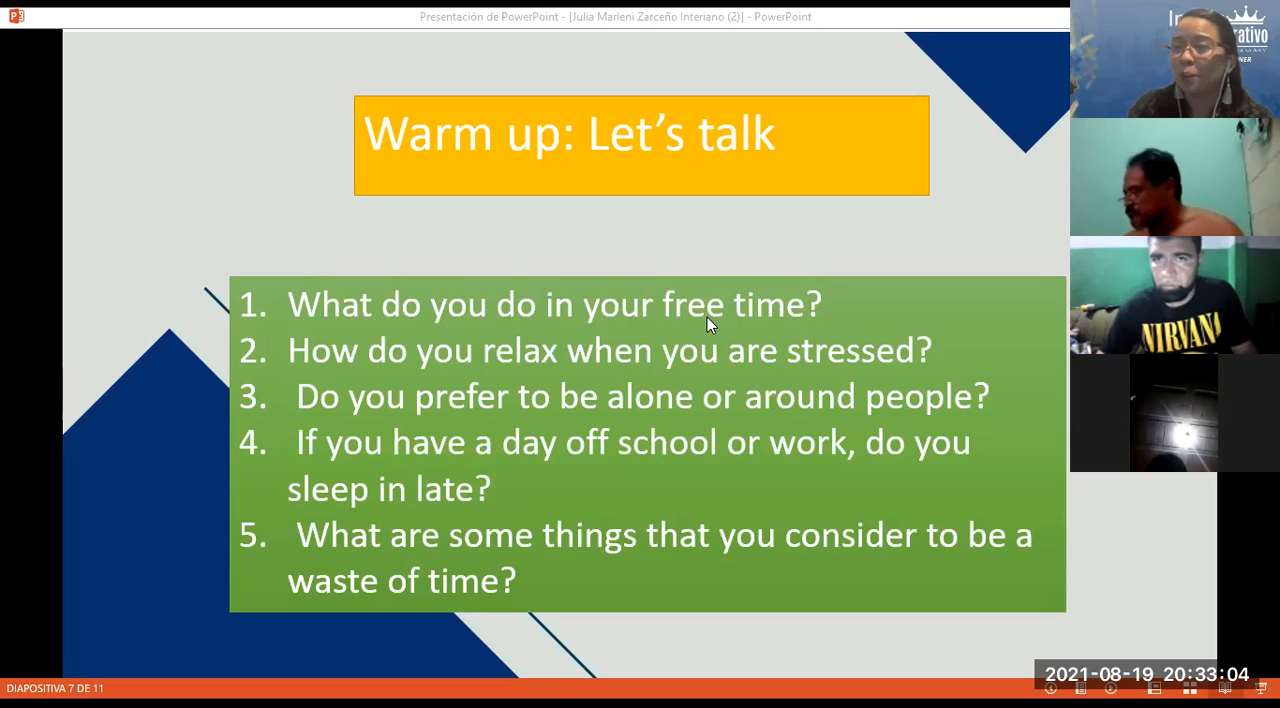 Presentación de PowerPoint - [Julia Marleni Zarceño Interiano (2)] - PowerPoint
Warm up: Let's talk
1. What do you do in your free time?
2. How do you relax when you are stressed?
3. Do you prefer to be alone or around people?
4. If you have a day off school or work, do you
sleep in late?
5. What are some things that you consider to be a
waste of time?
NIRVANA
2021-08-19 20:33:04
DIAPOSITIVA 7 DE 11